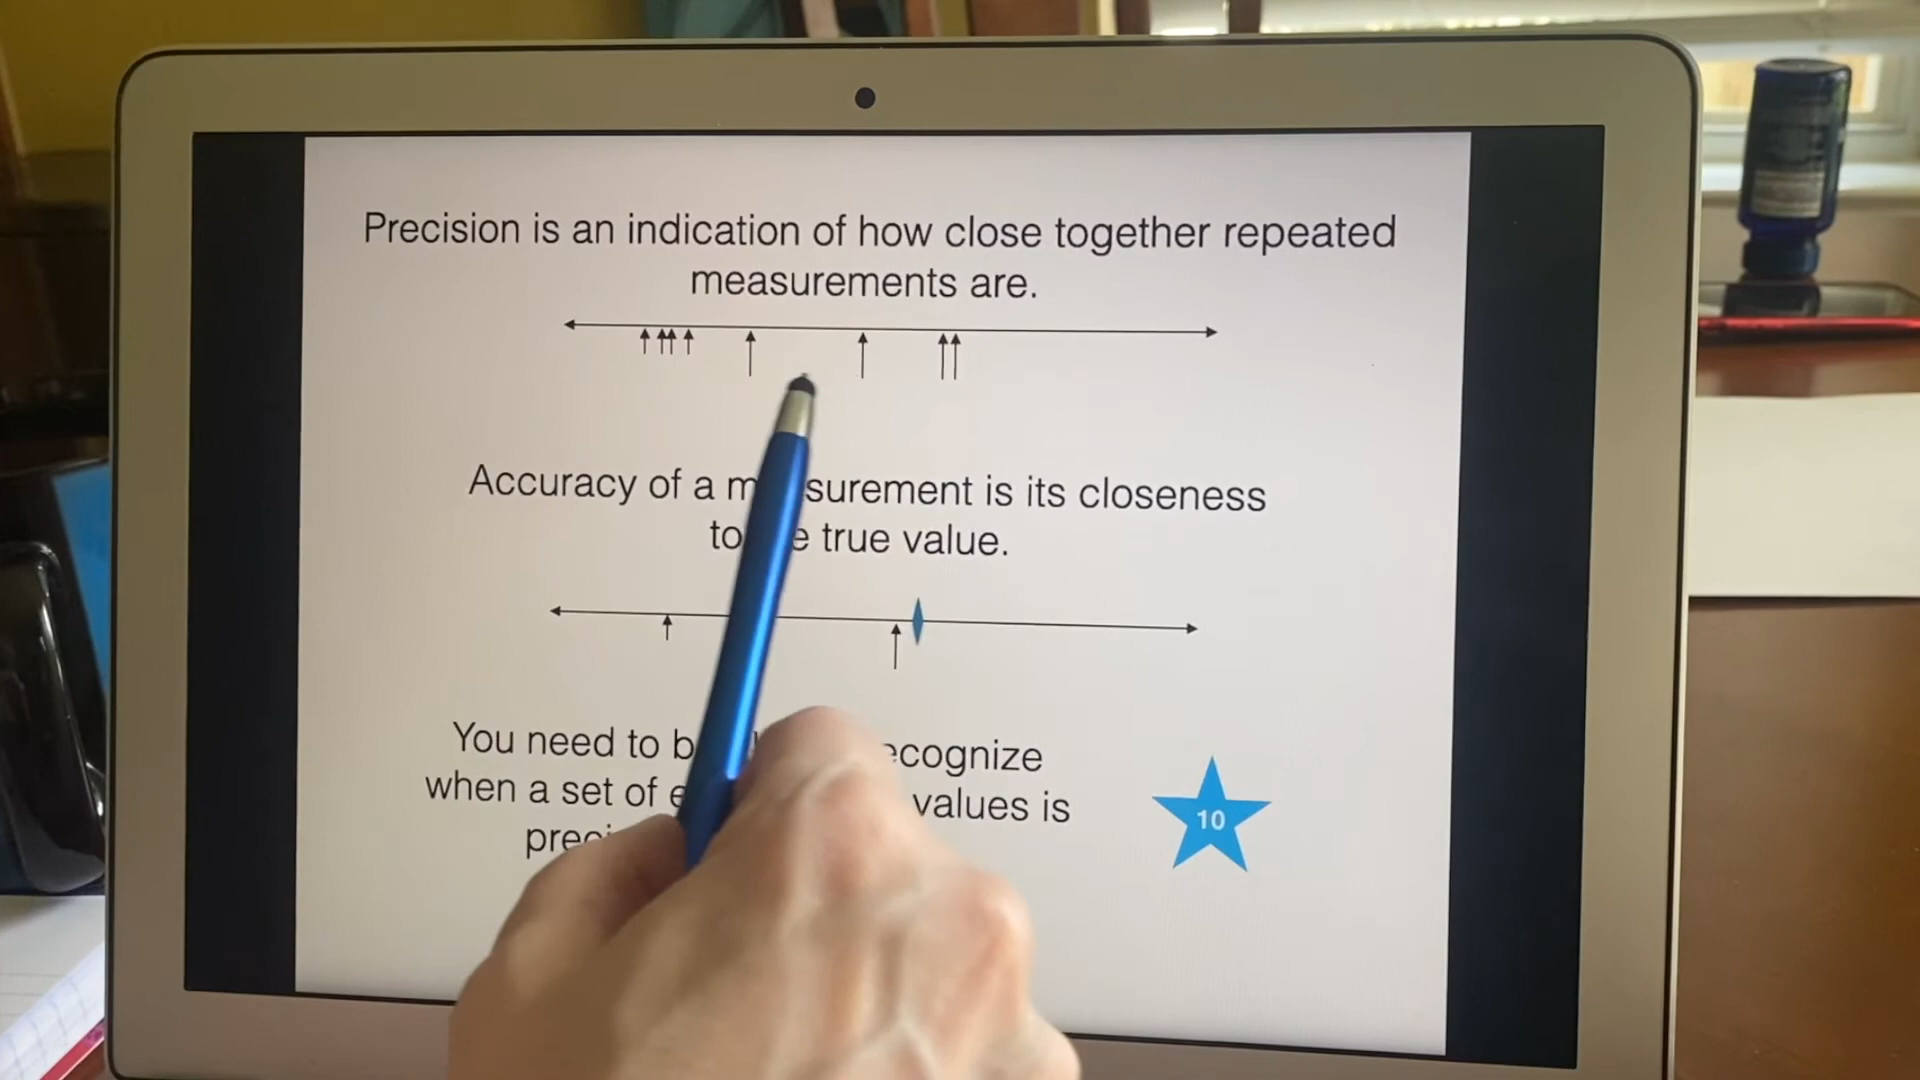 Precision is an indication of how close together repeated
measurements are.
Accuracy of a m surement is its closeness
to e true value.
You need to b ecognize
when a set of e values is
preci
10